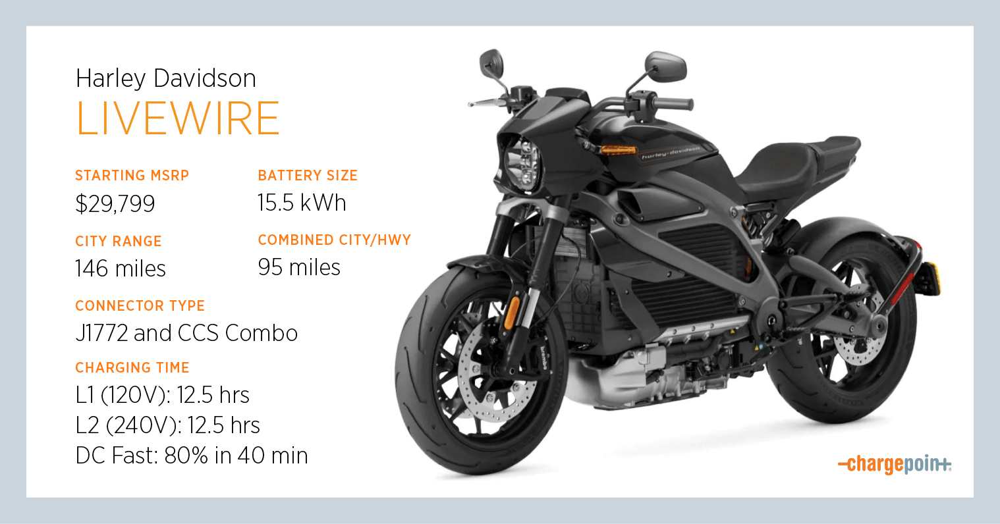 Harley Davidson
LIVEWIRE
STARTING MSRP
$29,799
BATTERY SIZE
15.5 kWh
CITY RANGE
146 miles
COMBINED CITY/HWY
95 miles
CONNECTOR TYPE
J1772 and CCS Combo
CHARGING TIME
L1 (120V): 12.5 hrs
L2 (240V): 12.5 hrs
DC Fast: 80% in 40 min
harley-davidson
brembo
-chargepoint®